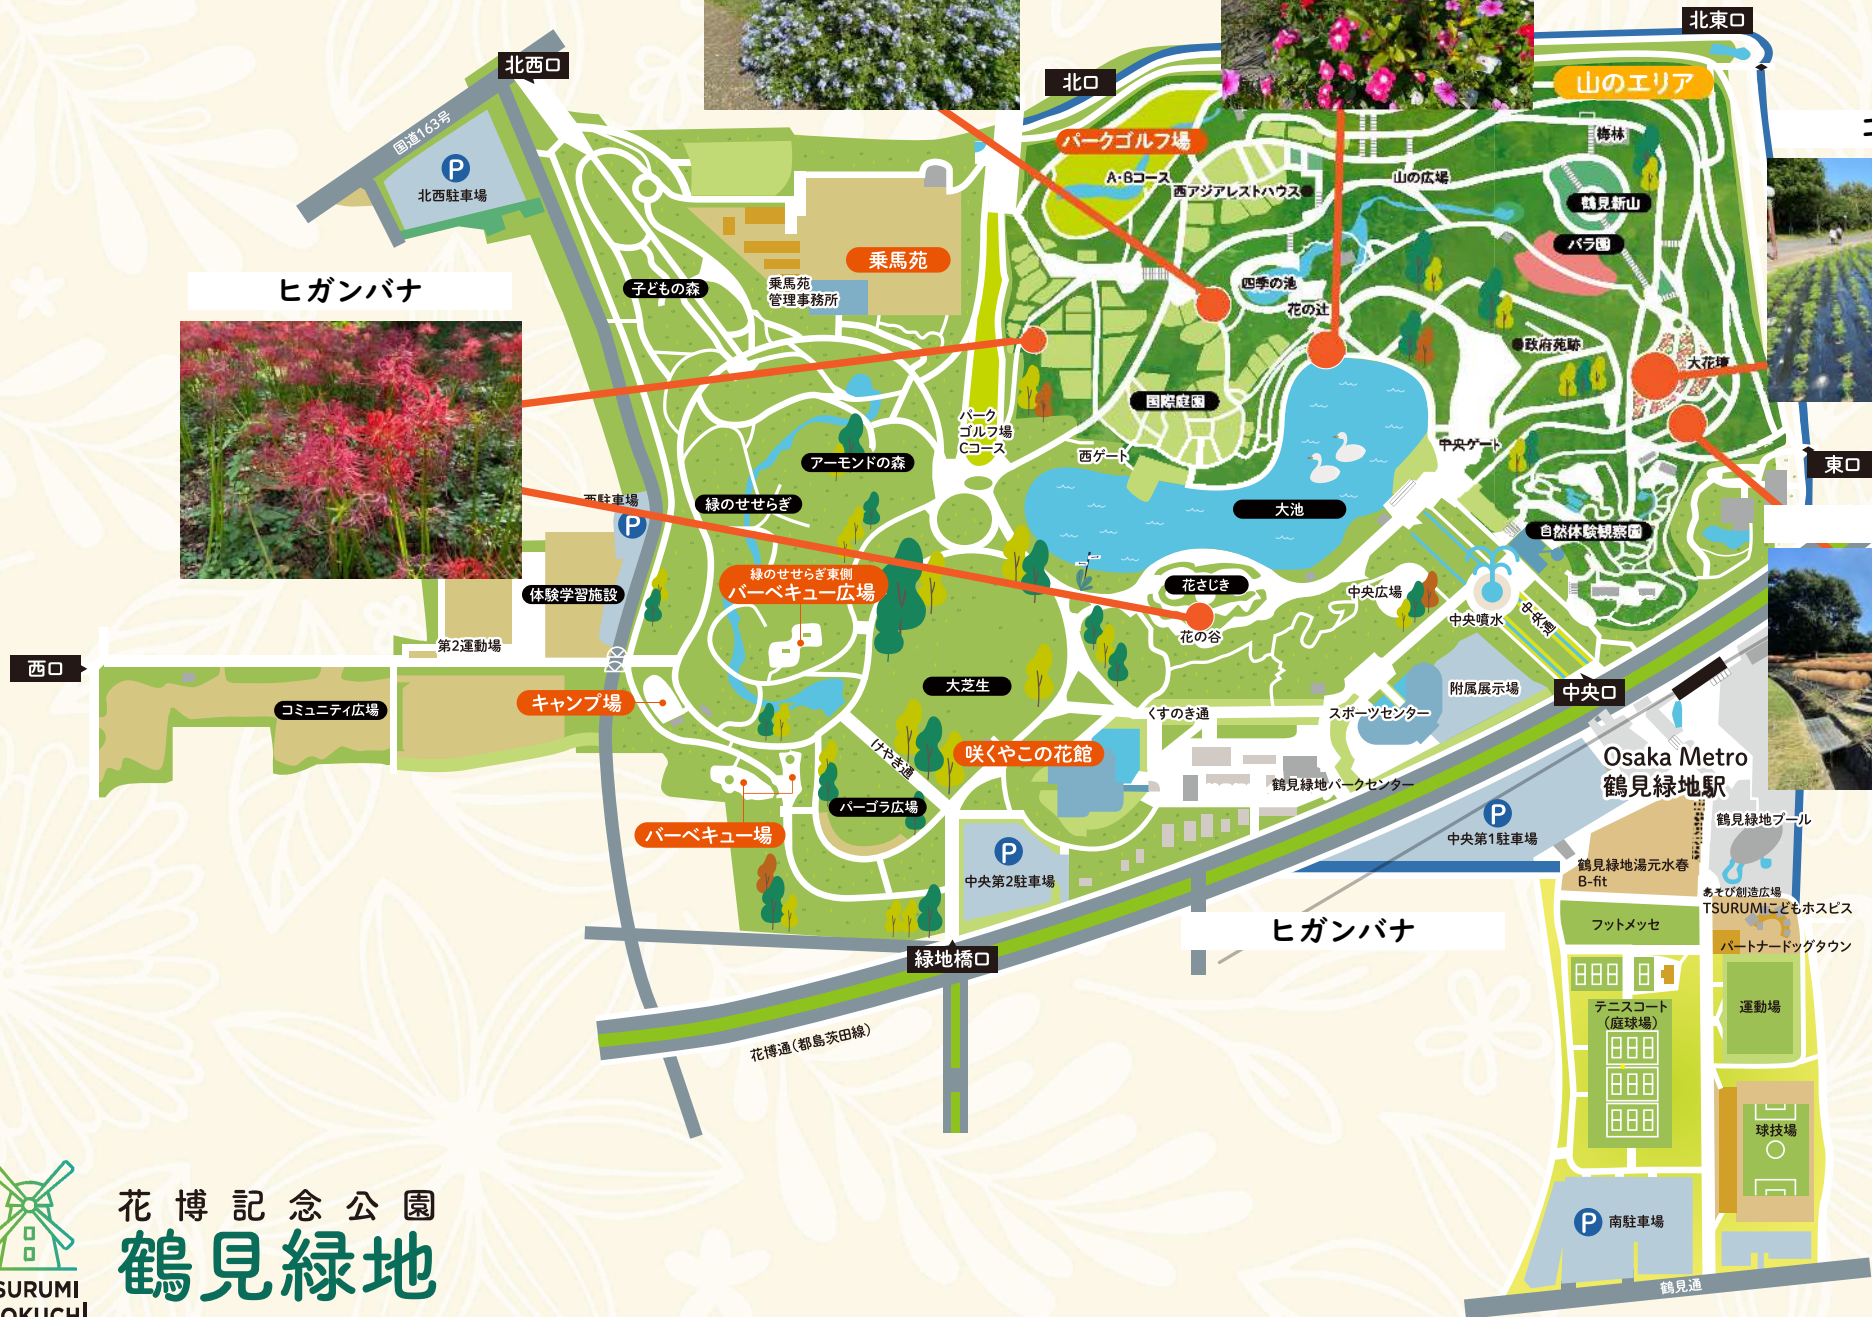 北東口
北西口
北口
山のエリア
国道163号
パークゴルフ場
梅林
北西駐車場
A・Bコース
西アジアレストハウス
山の広場
鶴見新山
バラ園
乗馬苑
ヒガンバナ
子どもの森
乗馬苑
管理事務所
四季の池
花の辻
政府苑跡
大花壇
国際庭園
パーク
ゴルフ場
Cコース
西ゲート
中央ゲート
アーモンドの森
東口
西駐車場
緑のせせらぎ
大池
自然体験観察園
緑のせせらぎ東側
バーベキュー広場
体験学習施設
花さじき
中央広場
中央噴水
中央通
花の谷
第2運動場
西口
キャンプ場
コミュニティ広場
大芝生
附属展示場
中央口
くすのき通
スポーツセンター
けやき通
咲くやこの花館
Osaka Metro
鶴見緑地駅
鶴見緑地パークセンター
パーゴラ広場
バーベキュー場
中央第1駐車場
鶴見緑地プール
中央第2駐車場
鶴見緑地湯元水春
B-fit
あそび創造広場
TSURUMIこどもホスピス
ヒガンバナ
フットメッセ
パートナードッグタウン
緑地橋口
テニスコート
(庭球場)
運動場
花博通(都島茨田線)
球技場
南駐車場
鶴見通
花博記念公園
鶴見緑地
SURUMI